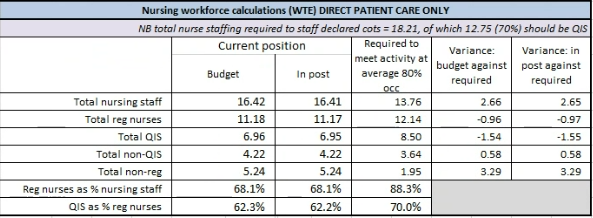 Nursing workforce calculations (WTE) DIRECT PATIENT CARE ONLY
NB total nurse staffing required to staff declared cots = 18.21, of which 12.75 (70%) should be QIS
Current position
Budget
In post
Required to
meet activity at
average 80%
occ
Variance:
budget against
required
Variance: in
post against
required
Total nursing staff 16.42 16.41 13.76 2.66 2.65
Total reg nurses 11.18 11.17 12.14 -0.96 -0.97
Total QIS 6.96 6.95 8.50 -1.54 -1.55
Total non-QIS 4.22 4.22 3.64 0.58 0.58
Total non-reg 5.24 5.24 1.95 3.29 3.29
Reg nurses as % nursing staff 68.1% 68.1% 88.3%
QIS as % reg nurses 62.3% 62.2% 70.0%